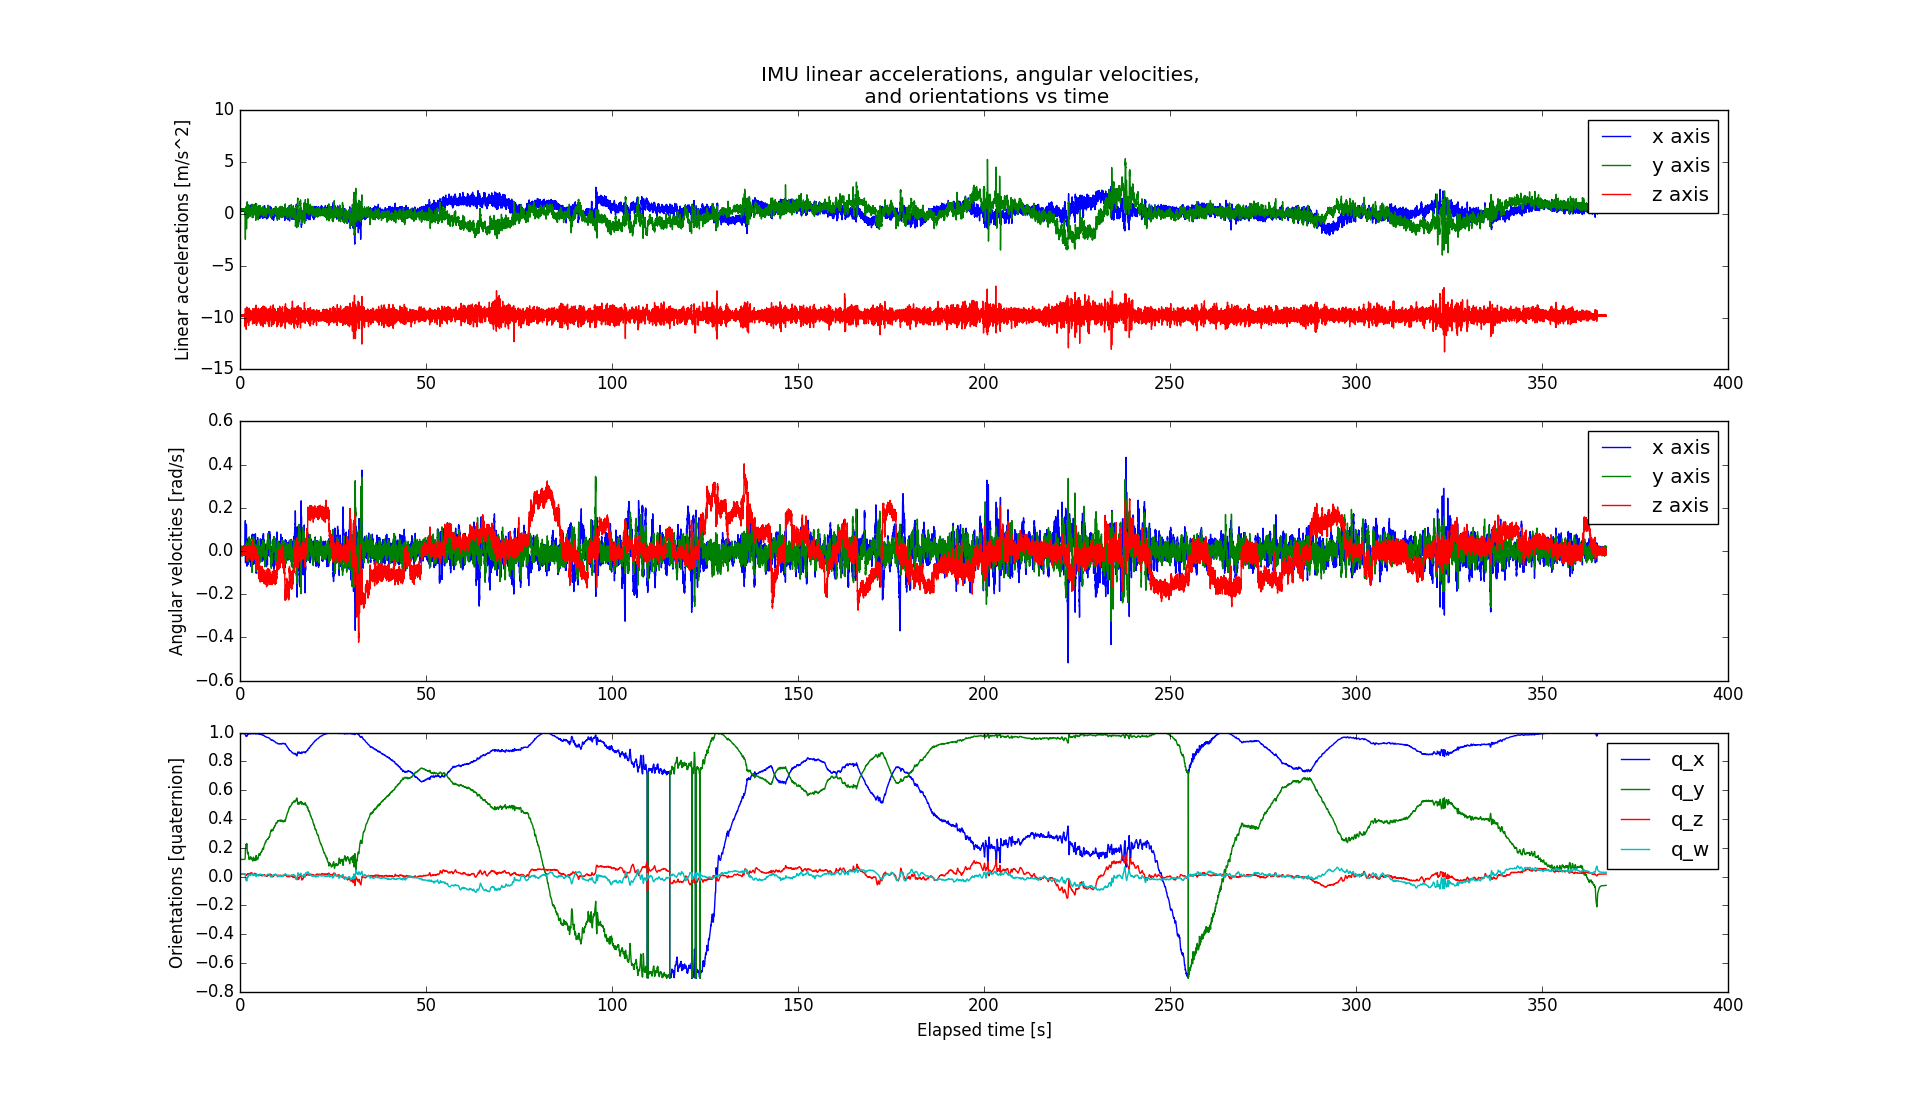 IMU linear accelerations, angular velocities,
and orientations vs time
Linear accelerations [m/s^2]
10
5
0
−5
−10
−15
0 50 100 150 200 250 300 350 400
x axis
y axis
z axis
Angular velocities [rad/s]
0.6
0.4
0.2
0.0
−0.2
−0.4
−0.6
0 50 100 150 200 250 300 350 400
x axis
y axis
z axis
Orientations [quaternion]
1.0
0.8
0.6
0.4
0.2
0.0
−0.2
−0.4
−0.6
−0.8
0 50 100 150 200 250 300 350 400
q_x
q_y
q_z
q_w
Elapsed time [s]